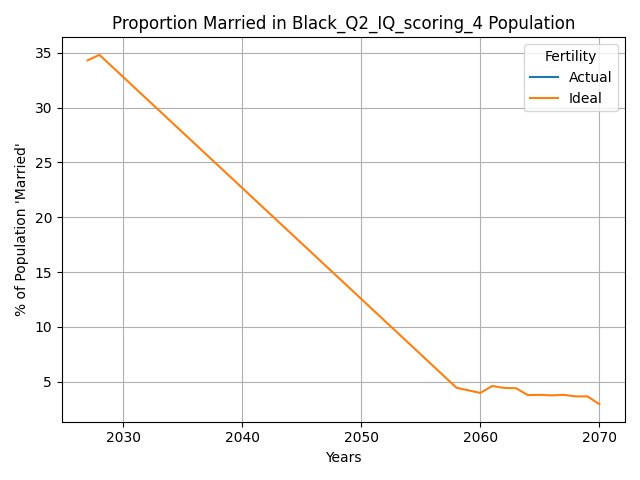 Proportion Married in Black_Q2_IQ_scoring_4 Population
Fertility
Actual
Ideal
% of Population 'Married'
35
30
25
20
15
10
5
2030 2040 2050 2060 2070
Years